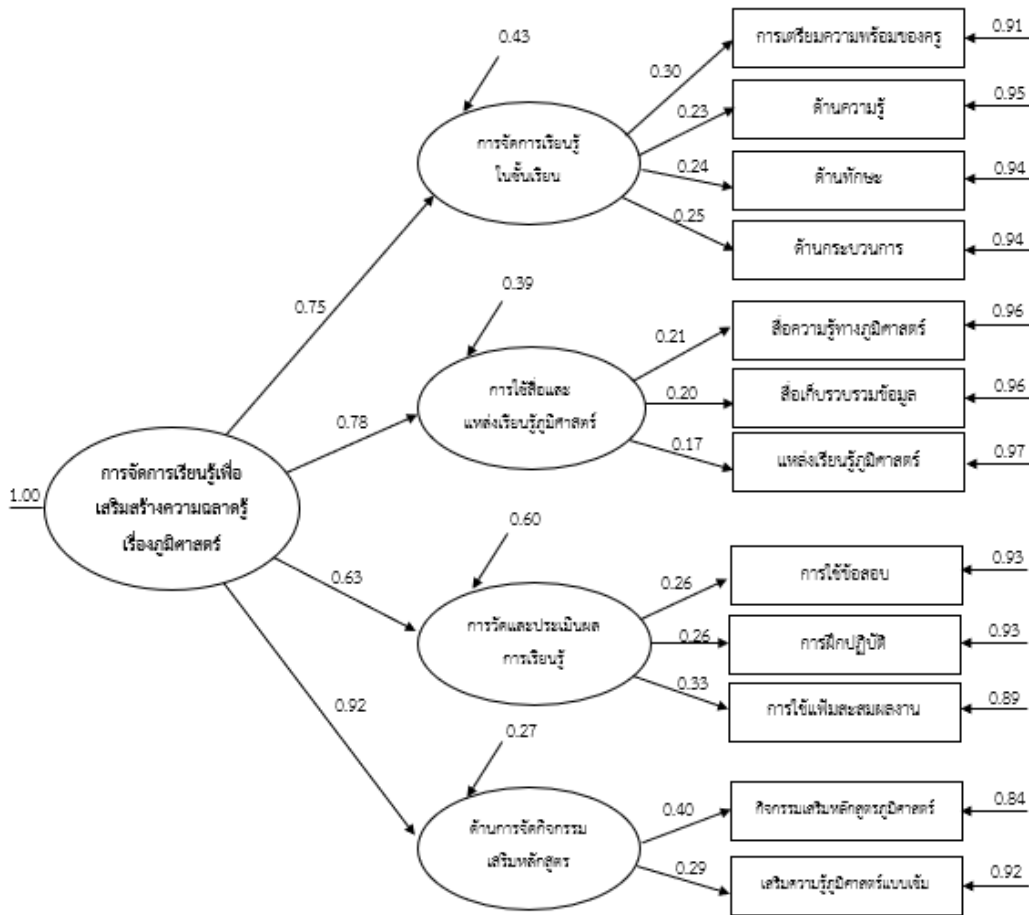 0.43
0.30
การเตรียมความพร้อมของครู
0.91
การจัดการเรียนรู้
ในชั้นเรียน
0.23
ด้านความรู้
0.95
0.24
ด้านทักษะ
0.94
0.25
ด้านกระบวนการ
0.94
0.75
0.39
การใช้สื่อและ
แหล่งเรียนรู้ภูมิศาสตร์
0.21
สื่อความรู้ทางภูมิศาสตร์
0.96
0.20
สื่อเก็บรวบรวมข้อมูล
0.96
0.17
แหล่งเรียนรู้ภูมิศาสตร์
0.97
0.78
1.00
การจัดการเรียนรู้เพื่อ
เสริมสร้างความฉลาดรู้
เรื่องภูมิศาสตร์
0.63
0.60
การวัดและประเมินผล
การเรียนรู้
0.26
การใช้ข้อสอบ
0.93
0.26
การฝึกปฏิบัติ
0.93
0.33
การใช้แฟ้มสะสมผลงาน
0.89
0.92
0.27
ด้านการจัดกิจกรรม
เสริมหลักสูตร
0.40
กิจกรรมเสริมหลักสูตรภูมิศาสตร์
0.84
0.29
เสริมความรู้ภูมิศาสตร์แบบเข้ม
0.92